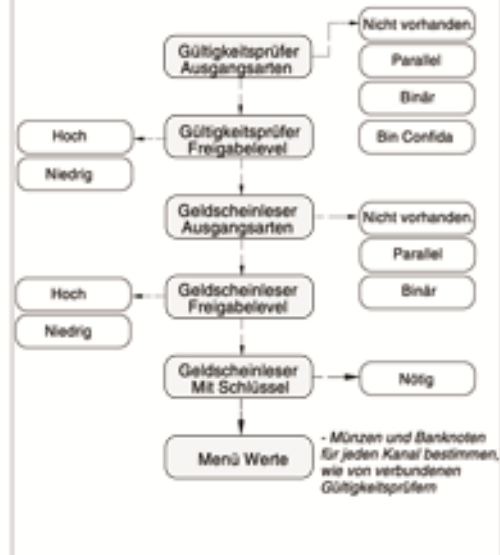 Gültigkeitsprüfer
Ausgangsarten
Nicht vorhanden.
Parallel
Binär
Bin Confida
Gültigkeitsprüfer
Freigabelevel
Hoch
Niedrig
Geldscheinleser
Ausgangsarten
Nicht vorhanden.
Parallel
Binär
Geldscheinleser
Freigabelevel
Hoch
Niedrig
Geldscheinleser
Mit Schlüssel
Nötig
Menü Werte
- Münzen und Banknoten
für jeden Kanal bestimmen,
wie von verbundenen
Gültigkeitsprüfern